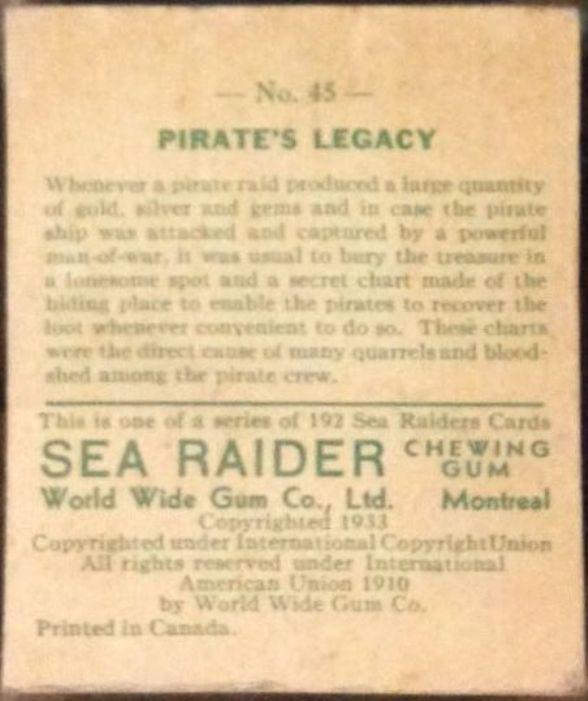 — No. 45 —
PIRATE'S LEGACY
Whenever a pirate raid produced a large quantity
of gold, silver and gems and in case the pirate
ship was attacked and captured by a powerful
man-of-war, it was usual to bury the treasure in
a lonesome spot and a secret chart made of the
hiding place to enable the pirates to recover the
loot whenever convenient to do so. These charts
were the direct cause of many quarrels and blood-
shed among the pirate crew.
This is one of a series of 192 Sea Raiders Cards
SEA RAIDER CHEWING GUM
World Wide Gum Co., Ltd. Montreal
Copyrighted 1933
Copyrighted under International Copyright Union
All rights reserved under International
American Union 1910
by World Wide Gum Co.
Printed in Canada.